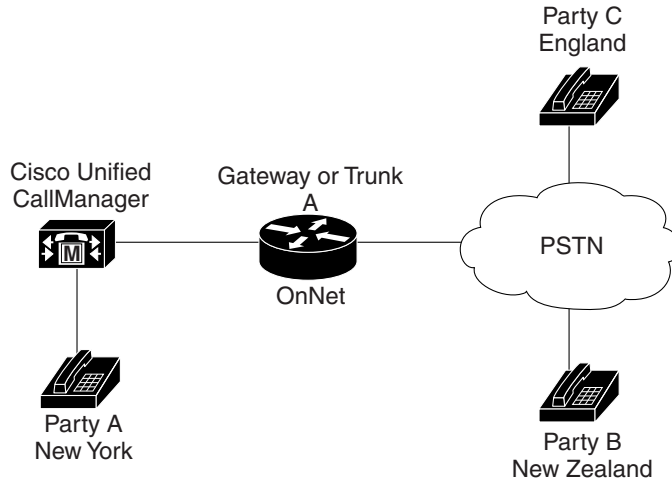 Party C
England
Cisco Unified
CallManager
Gateway or Trunk
A
M
PSTN
OnNet
Party A
New York
Party B
New Zealand